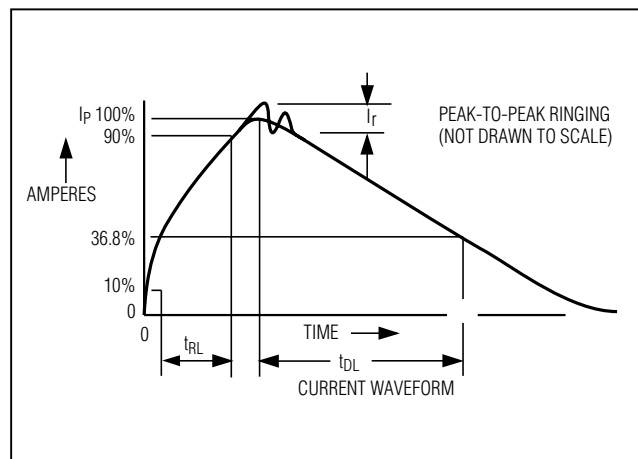 IP 100%
90%
AMPERES
36.8%
10%
0
0
TIME
tRL
tDL
CURRENT WAVEFORM
Ir
PEAK-TO-PEAK RINGING
(NOT DRAWN TO SCALE)